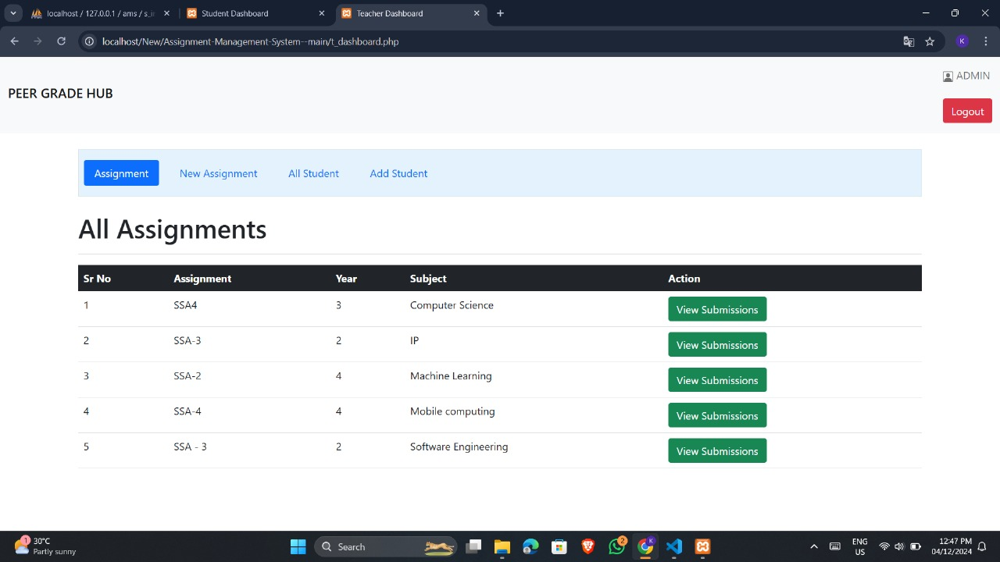 localhost / 127.0.0.1 / ams / s_in
Student Dashboard
Teacher Dashboard
localhost/New/Assignment-Management-System--main/t_dashboard.php
K
ADMIN
PEER GRADE HUB
Logout
Assignment New Assignment All Student Add Student
All Assignments
Sr No Assignment Year Subject Action
1 SSA4 3 Computer Science View Submissions
2 SSA-3 2 IP View Submissions
3 SSA-2 4 Machine Learning View Submissions
4 SSA-4 4 Mobile computing View Submissions
5 SSA - 3 2 Software Engineering View Submissions
1 30°C
Partly sunny
Search
2
K
ENG
US
12:47 PM
04/12/2024